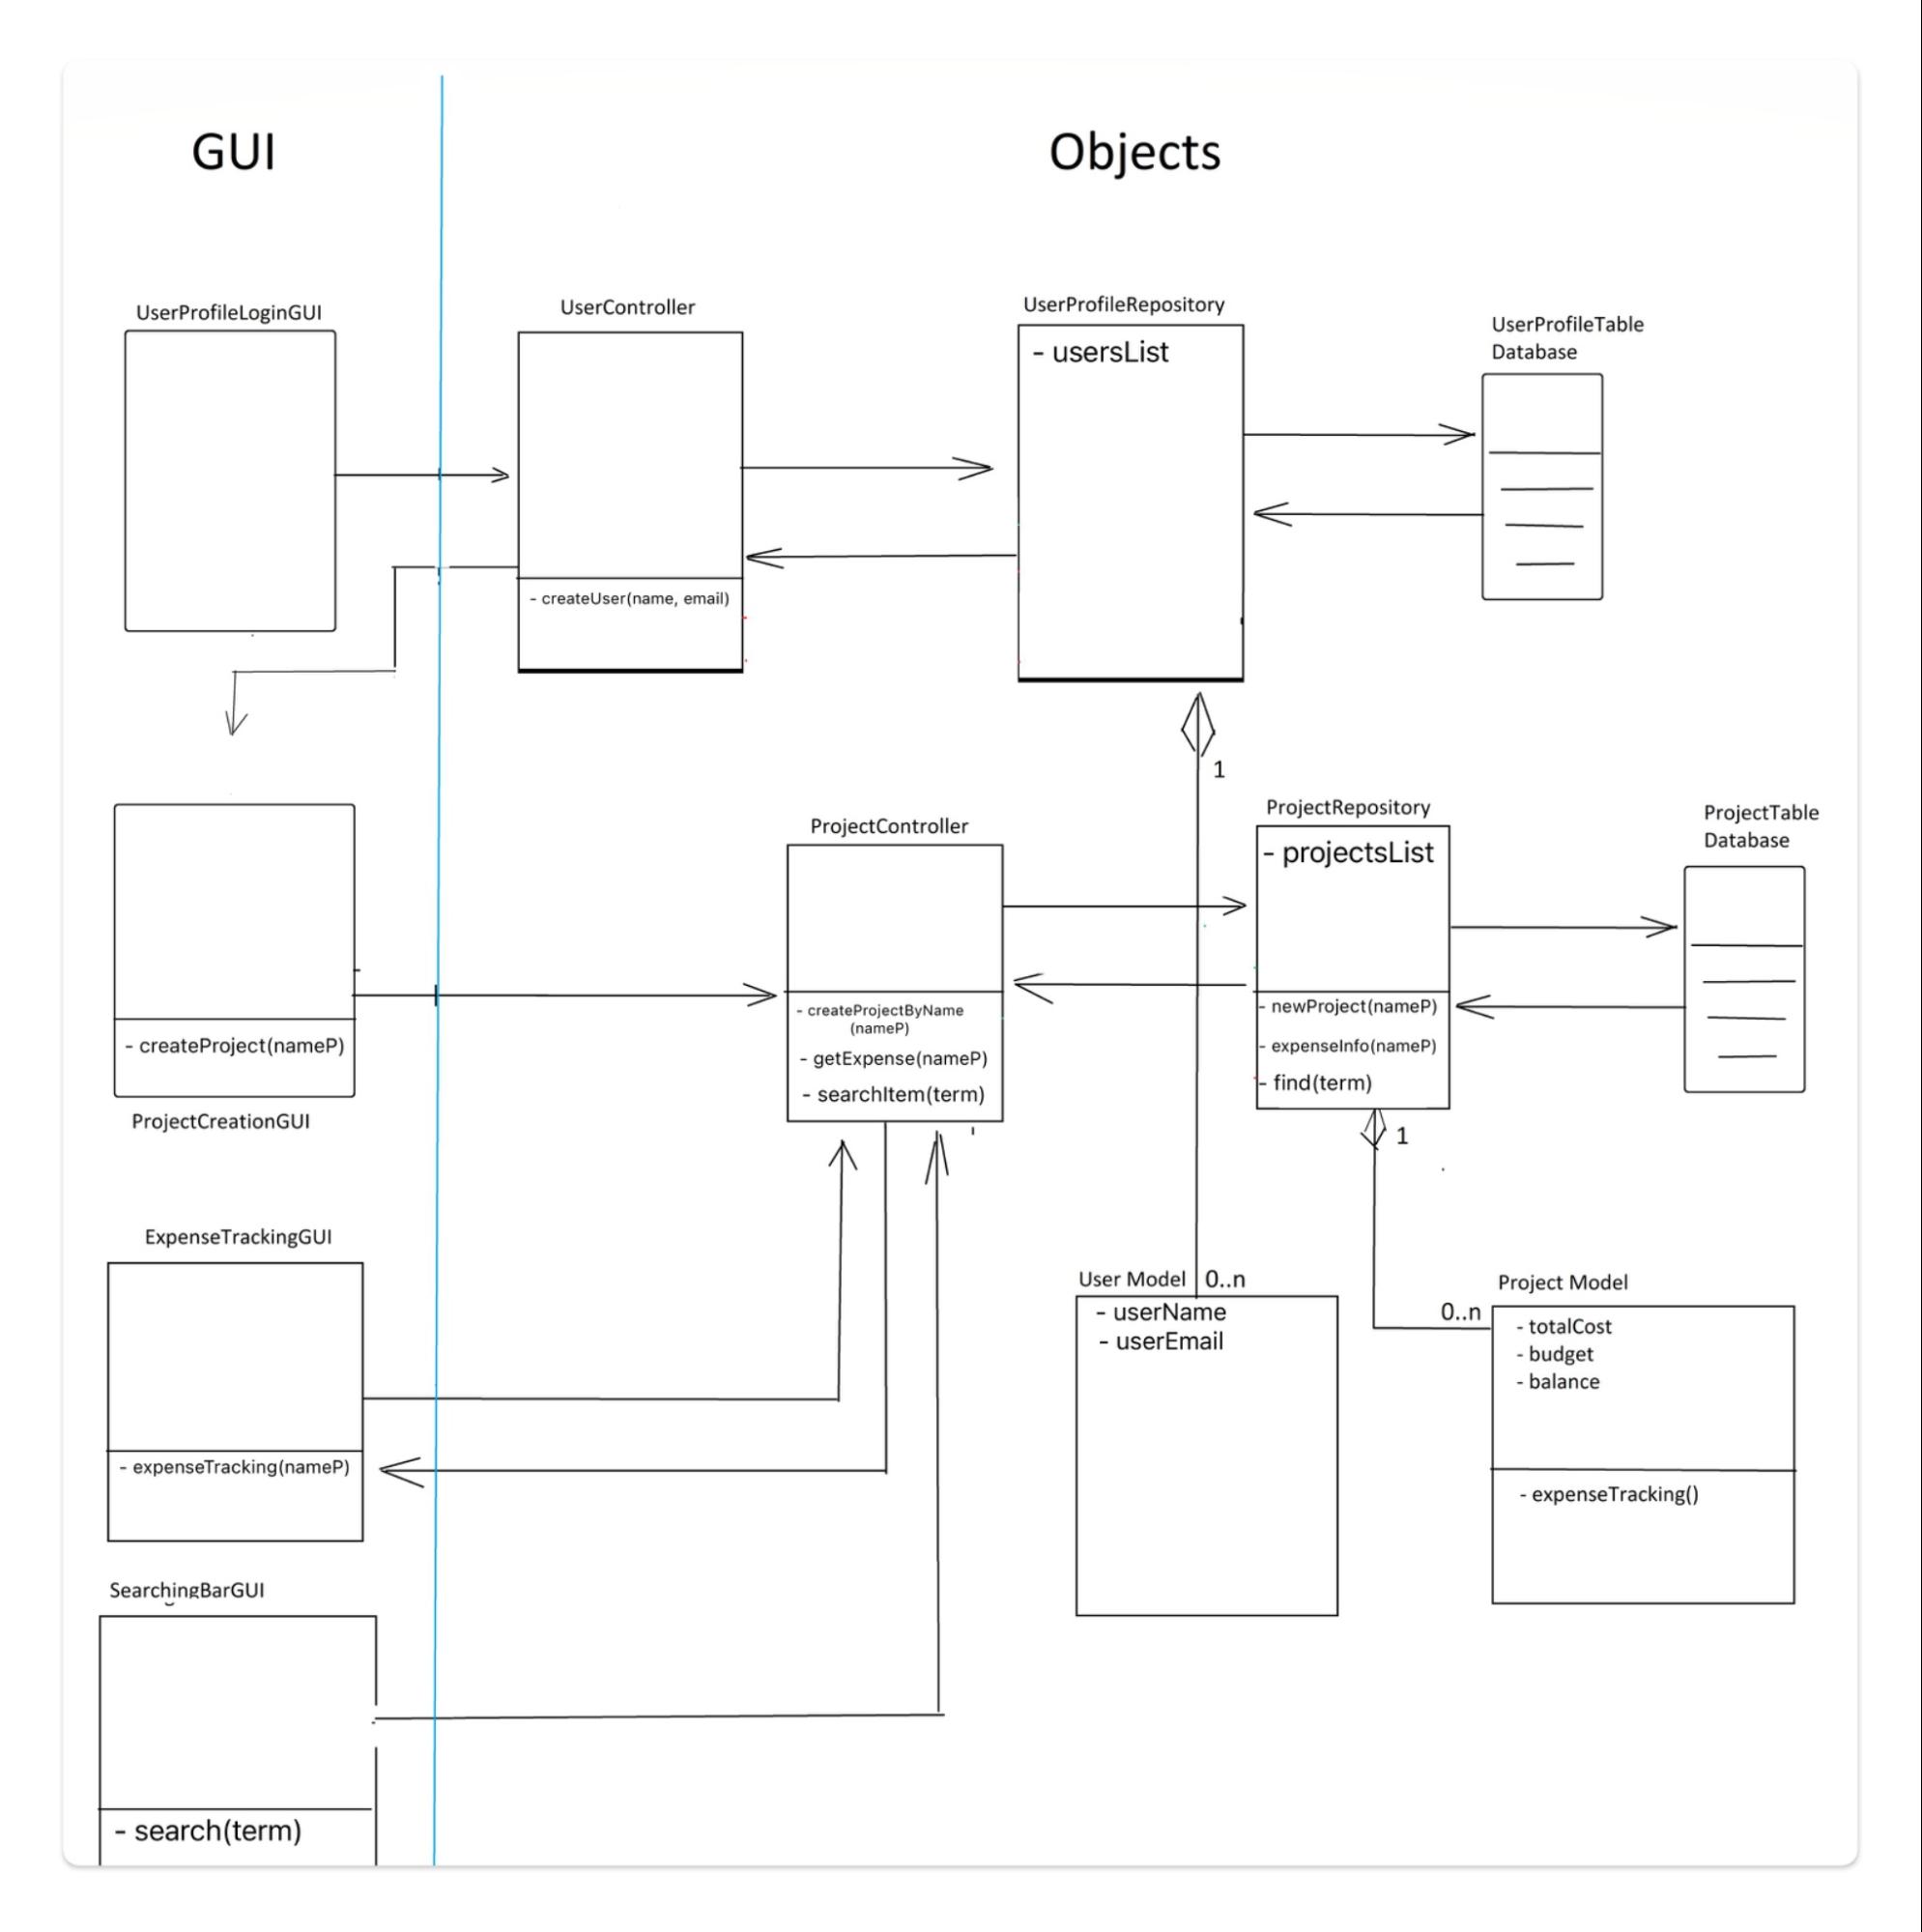 GUI
Objects
UserProfileLoginGUI
UserController
- createUser(name, email)
UserProfileRepository
- usersList
UserProfileTable
Database
1
- createProject(nameP)
ProjectCreationGUI
ProjectController
- createProjectByName
(nameP)
- getExpense(nameP)
- searchItem(term)
ProjectRepository
- projectsList
- newProject(nameP)
- expenseInfo(nameP)
- find(term)
1
ProjectTable
Database
ExpenseTrackingGUI
- expenseTracking(nameP)
User Model
0..n
- userName
- userEmail
0..n
Project Model
- totalCost
- budget
- balance
- expenseTracking()
SearchingBarGUI
- search(term)